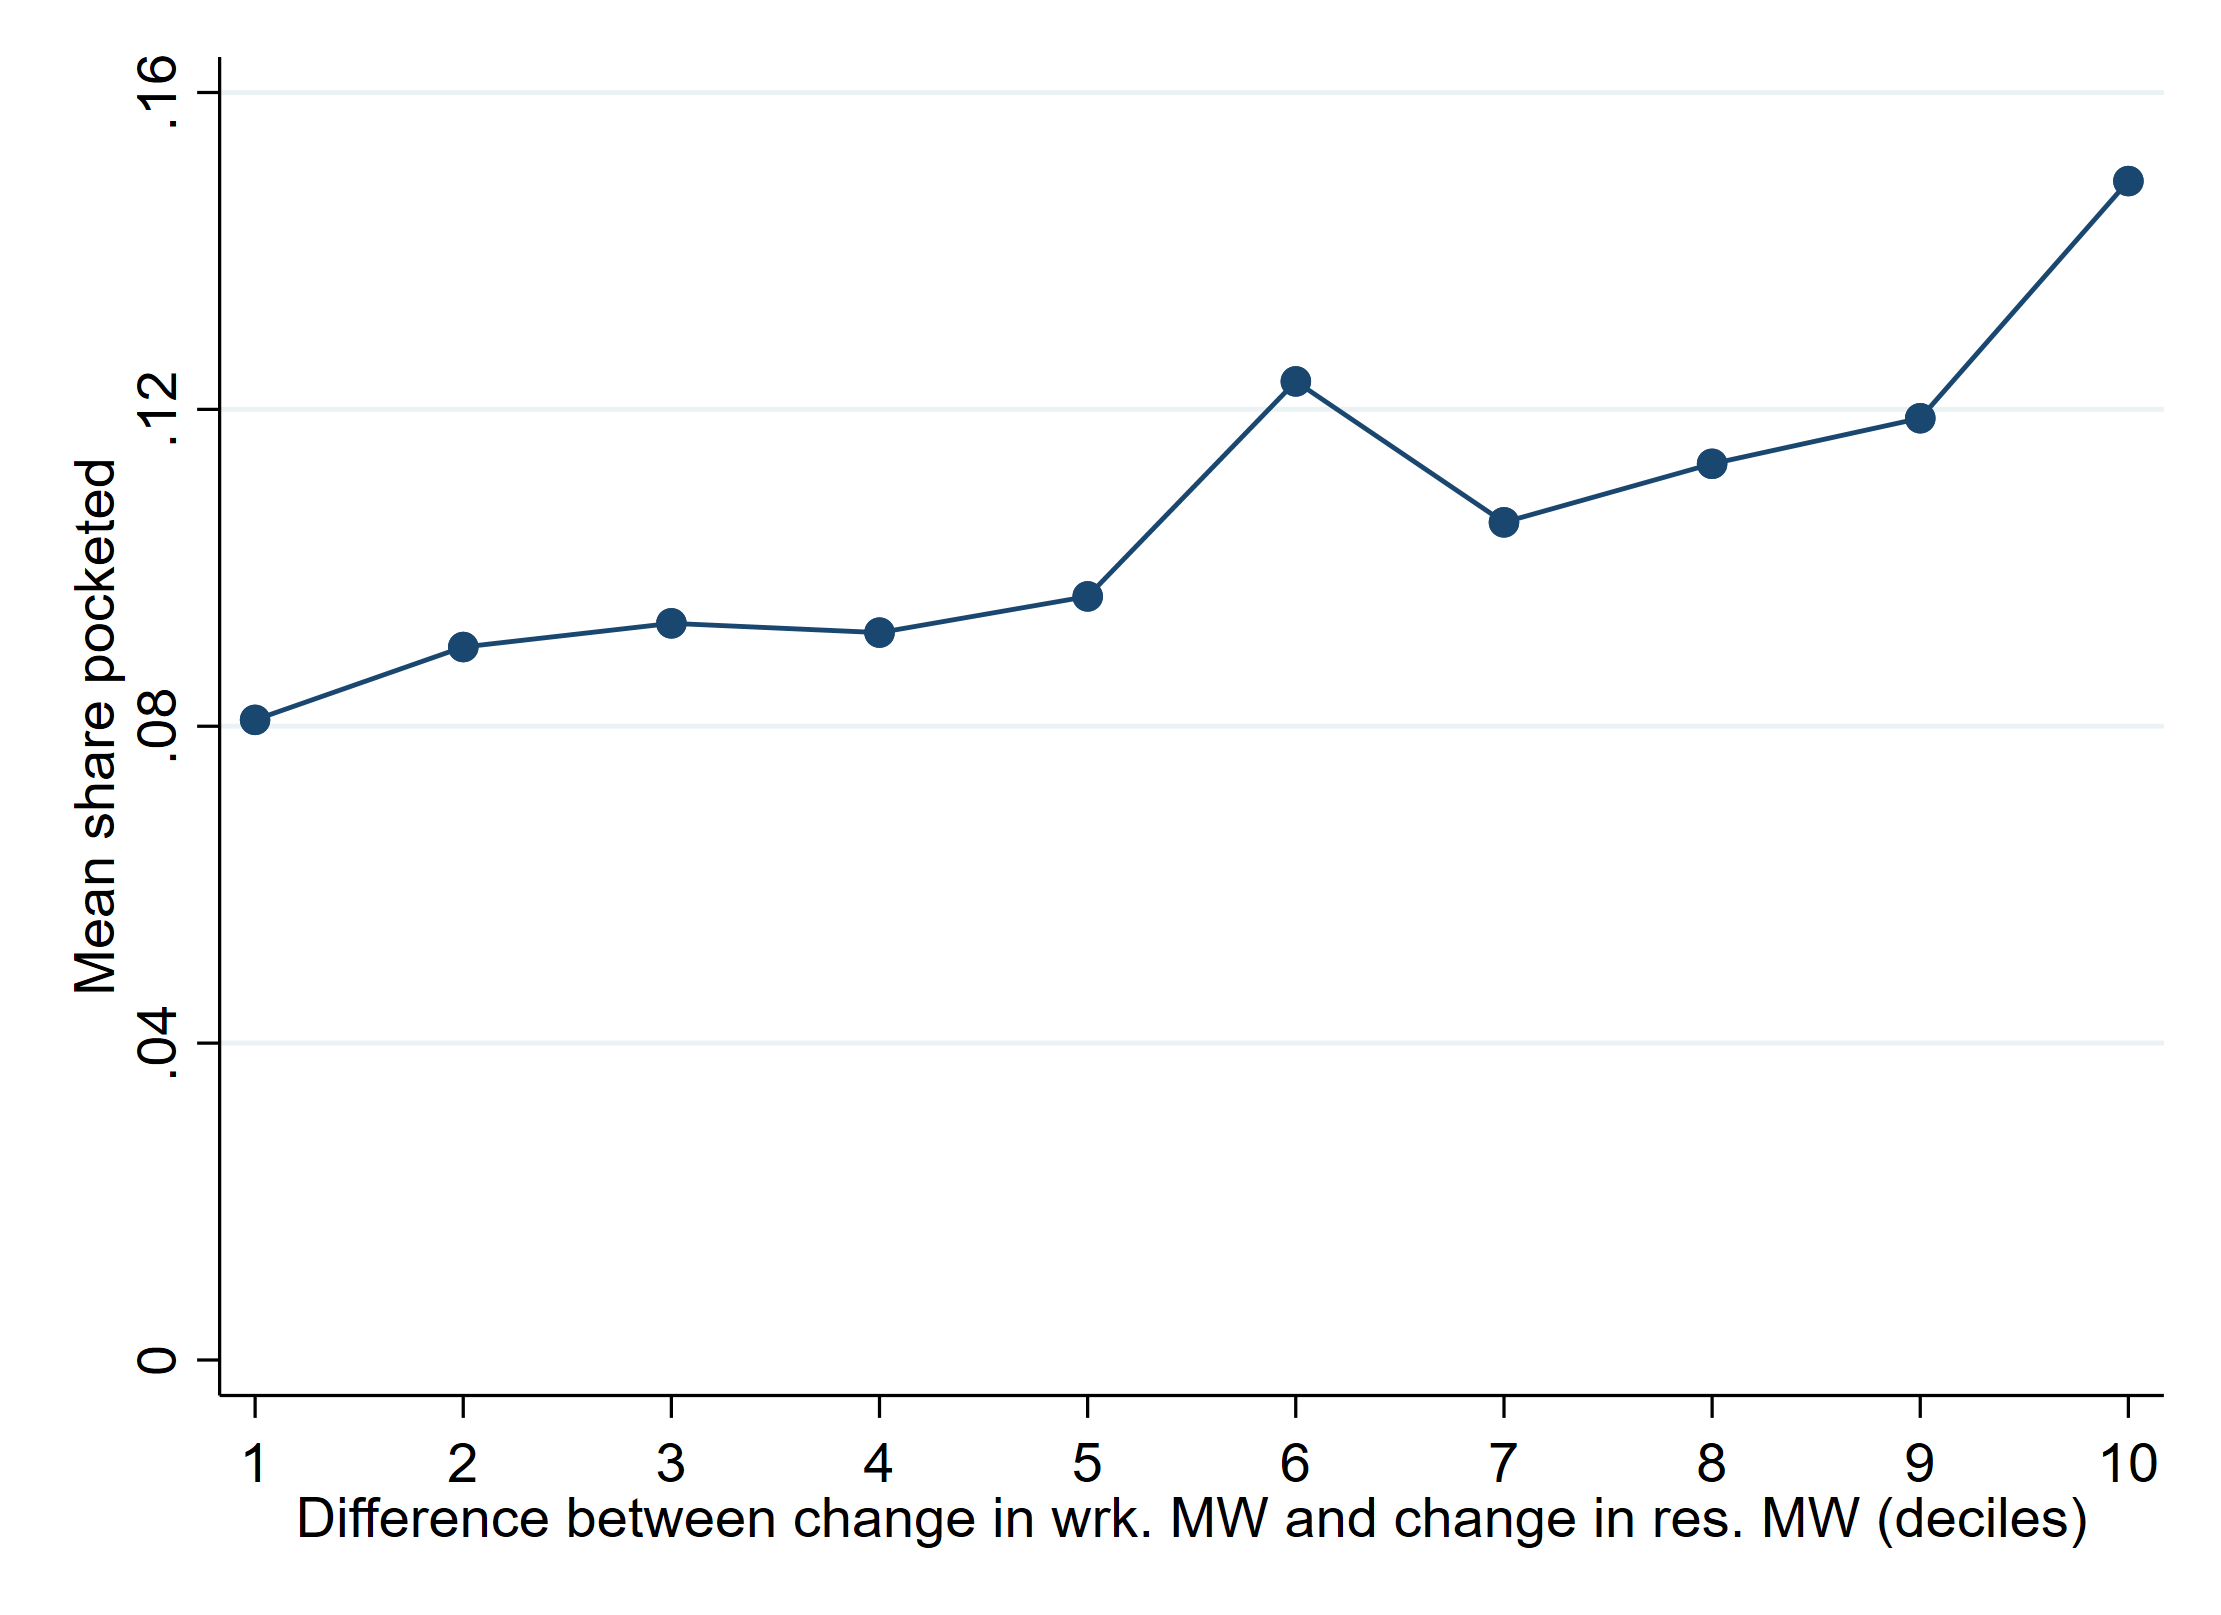 Mean share pocketed
.16
.12
.08
.04
0
1 2 3 4 5 6 7 8 9 10
Difference between change in wrk. MW and change in res. MW (deciles)